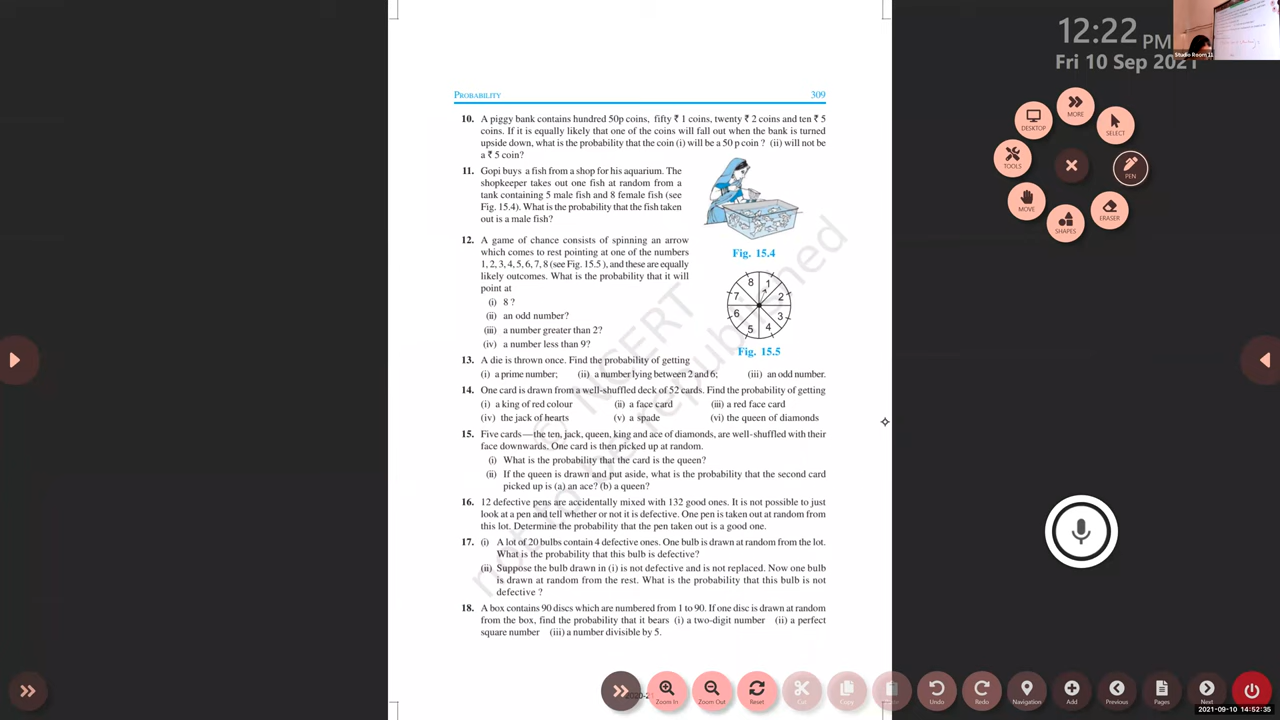 12:22 PM
Fri 10 Sep 2021
Studio Room 11
MORE
DESKTOP
SELECT
TOOLS
PEN
MOVE
ERASER
SHAPES
PROBABILITY 309
10. A piggy bank contains hundred 50p coins, fifty ₹ 1 coins, twenty ₹ 2 coins and ten ₹ 5
coins. If it is equally likely that one of the coins will fall out when the bank is turned
upside down, what is the probability that the coin (i) will be a 50 p coin ? (ii) will not be
a ₹ 5 coin?
11. Gopi buys a fish from a shop for his aquarium. The
shopkeeper takes out one fish at random from a
tank containing 5 male fish and 8 female fish (see
Fig. 15.4). What is the probability that the fish taken
out is a male fish?
Fig. 15.4
12. A game of chance consists of spinning an arrow
which comes to rest pointing at one of the numbers
1, 2, 3, 4, 5, 6, 7, 8 (see Fig. 15.5 ), and these are equally
likely outcomes. What is the probability that it will
point at
(i) 8 ?
(ii) an odd number?
(iii) a number greater than 2?
(iv) a number less than 9?
8 1
7 2
6 3
5 4
Fig. 15.5
13. A die is thrown once. Find the probability of getting
(i) a prime number; (ii) a number lying between 2 and 6; (iii) an odd number.
14. One card is drawn from a well-shuffled deck of 52 cards. Find the probability of getting
(i) a king of red colour (ii) a face card (iii) a red face card
(iv) the jack of hearts (v) a spade (vi) the queen of diamonds
15. Five cards—the ten, jack, queen, king and ace of diamonds, are well-shuffled with their
face downwards. One card is then picked up at random.
(i) What is the probability that the card is the queen?
(ii) If the queen is drawn and put aside, what is the probability that the second card
picked up is (a) an ace? (b) a queen?
16. 12 defective pens are accidentally mixed with 132 good ones. It is not possible to just
look at a pen and tell whether or not it is defective. One pen is taken out at random from
this lot. Determine the probability that the pen taken out is a good one.
17. (i) A lot of 20 bulbs contain 4 defective ones. One bulb is drawn at random from the lot.
What is the probability that this bulb is defective?
(ii) Suppose the bulb drawn in (i) is not defective and is not replaced. Now one bulb
is drawn at random from the rest. What is the probability that this bulb is not
defective ?
18. A box contains 90 discs which are numbered from 1 to 90. If one disc is drawn at random
from the box, find the probability that it bears (i) a two-digit number (ii) a perfect
square number (iii) a number divisible by 5.
© NCERT
not to be republished
Zoom In
Zoom Out
Reset
Cut
Copy
Undo
Redo
Navigation
Add
Previous
Pages
Next
2021-09-10 14:52:35